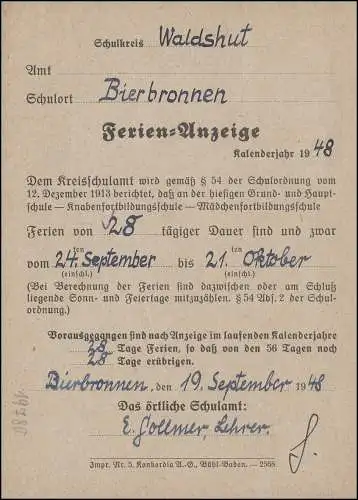 Schulkreis Waldshut
Amt
Schulort Bierbronnen
Ferien-Anzeige
Kalenderjahr 1948
Dem Kreisschulamt wird gemäß § 54 der Schulordnung vom
12. Dezember 1913 berichtet, daß an der hiesigen Grund- und Haupt-
schule — Knabenfortbildungsschule — Mädchenfortbildungsschule
Ferien von 28 tägiger Dauer sind und zwar
vom 24.ten September bis 21.ten Oktober
(einschl.) (einschl.)
(Bei Berechnung der Ferien sind dazwischen oder am Schluß
liegende Sonn- und Feiertage mitzuzählen. § 54 Abs. 2 der Schul-
ordnung.)
Vorausgegangen sind nach Anzeige im laufenden Kalenderjahre
28 Tage Ferien, so daß von den 56 Tagen noch
28 Tage erübrigen.
Bierbronnen, den 19. September 1948
Das örtliche Schulamt:
E. Gollmer, Lehrer.
Impr. Nr. 5. Konkordia A.-G., Bühl-Baden. — 2568.